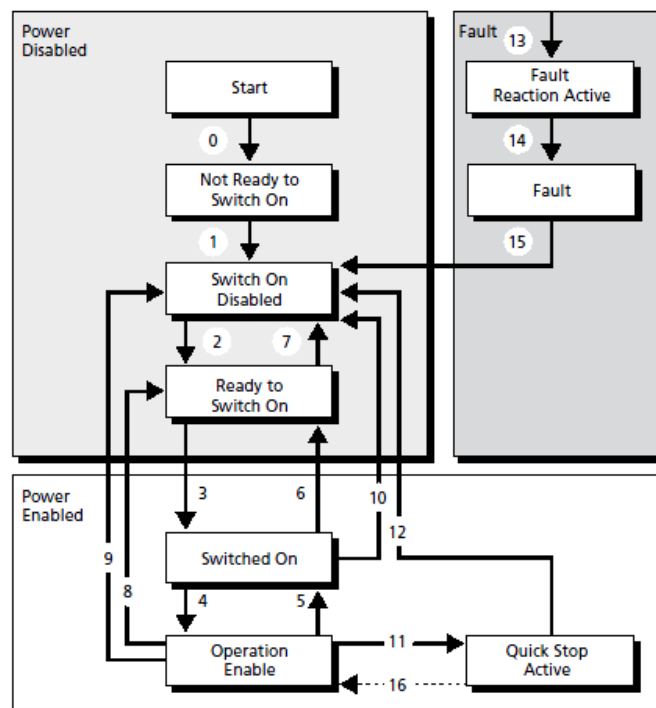 Power
Disabled
Start
0
Not Ready to
Switch On
1
Switch On
Disabled
2
7
Ready to
Switch On
Fault
13
Fault
Reaction Active
14
Fault
15
Power
Enabled
3
6
10
12
9
8
Switched On
4
5
Operation
Enable
11
16
Quick Stop
Active